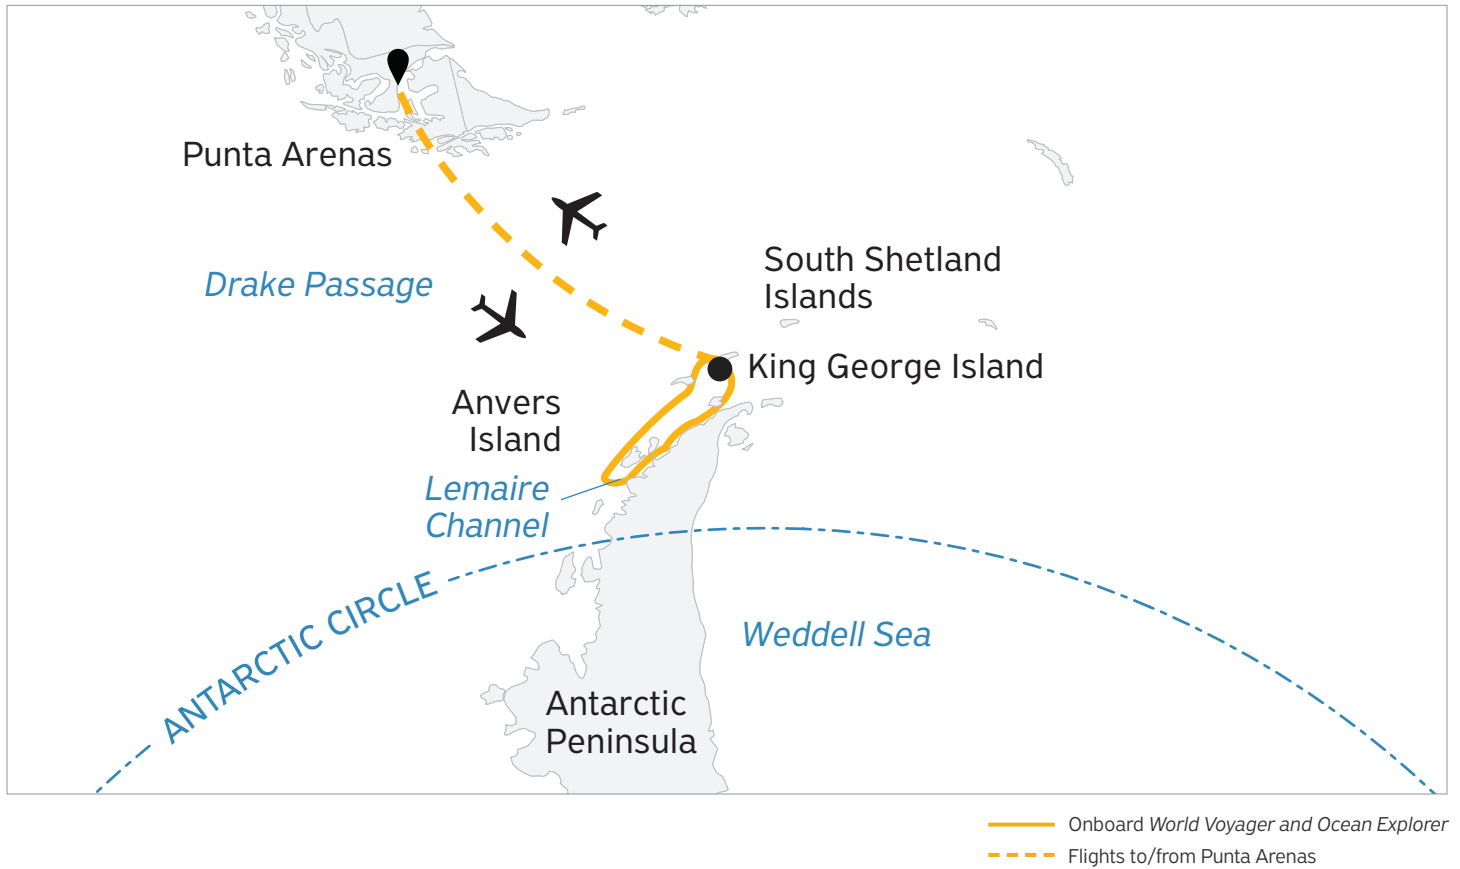 Punta Arenas
Drake Passage
South Shetland
Islands
King George Island
Anvers
Island
Lemaire
Channel
ANTARCTIC CIRCLE
Weddell Sea
Antarctic
Peninsula
Onboard World Voyager and Ocean Explorer
Flights to/from Punta Arenas